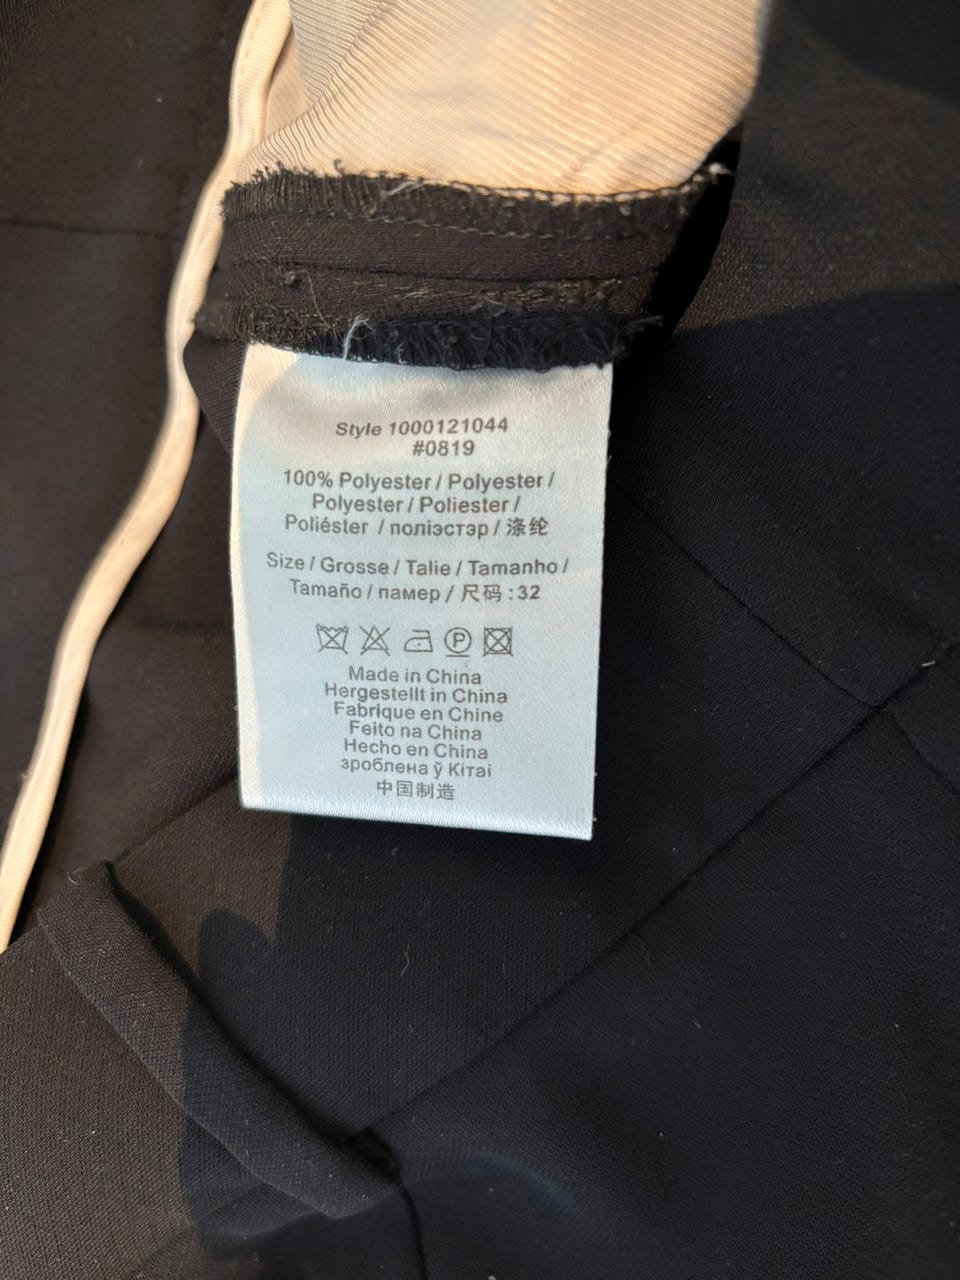 Style 1000121044
#0819
100% Polyester / Polyester /
Polyester / Poliester /
Poliéster / поліэстэр / 涤纶
Size / Grosse / Talie / Tamanho /
Tamaño / памер / 尺码 : 32
P
Made in China
Hergestellt in China
Fabrique en Chine
Feito na China
Hecho en China
зроблена ў Кітаі
中国制造